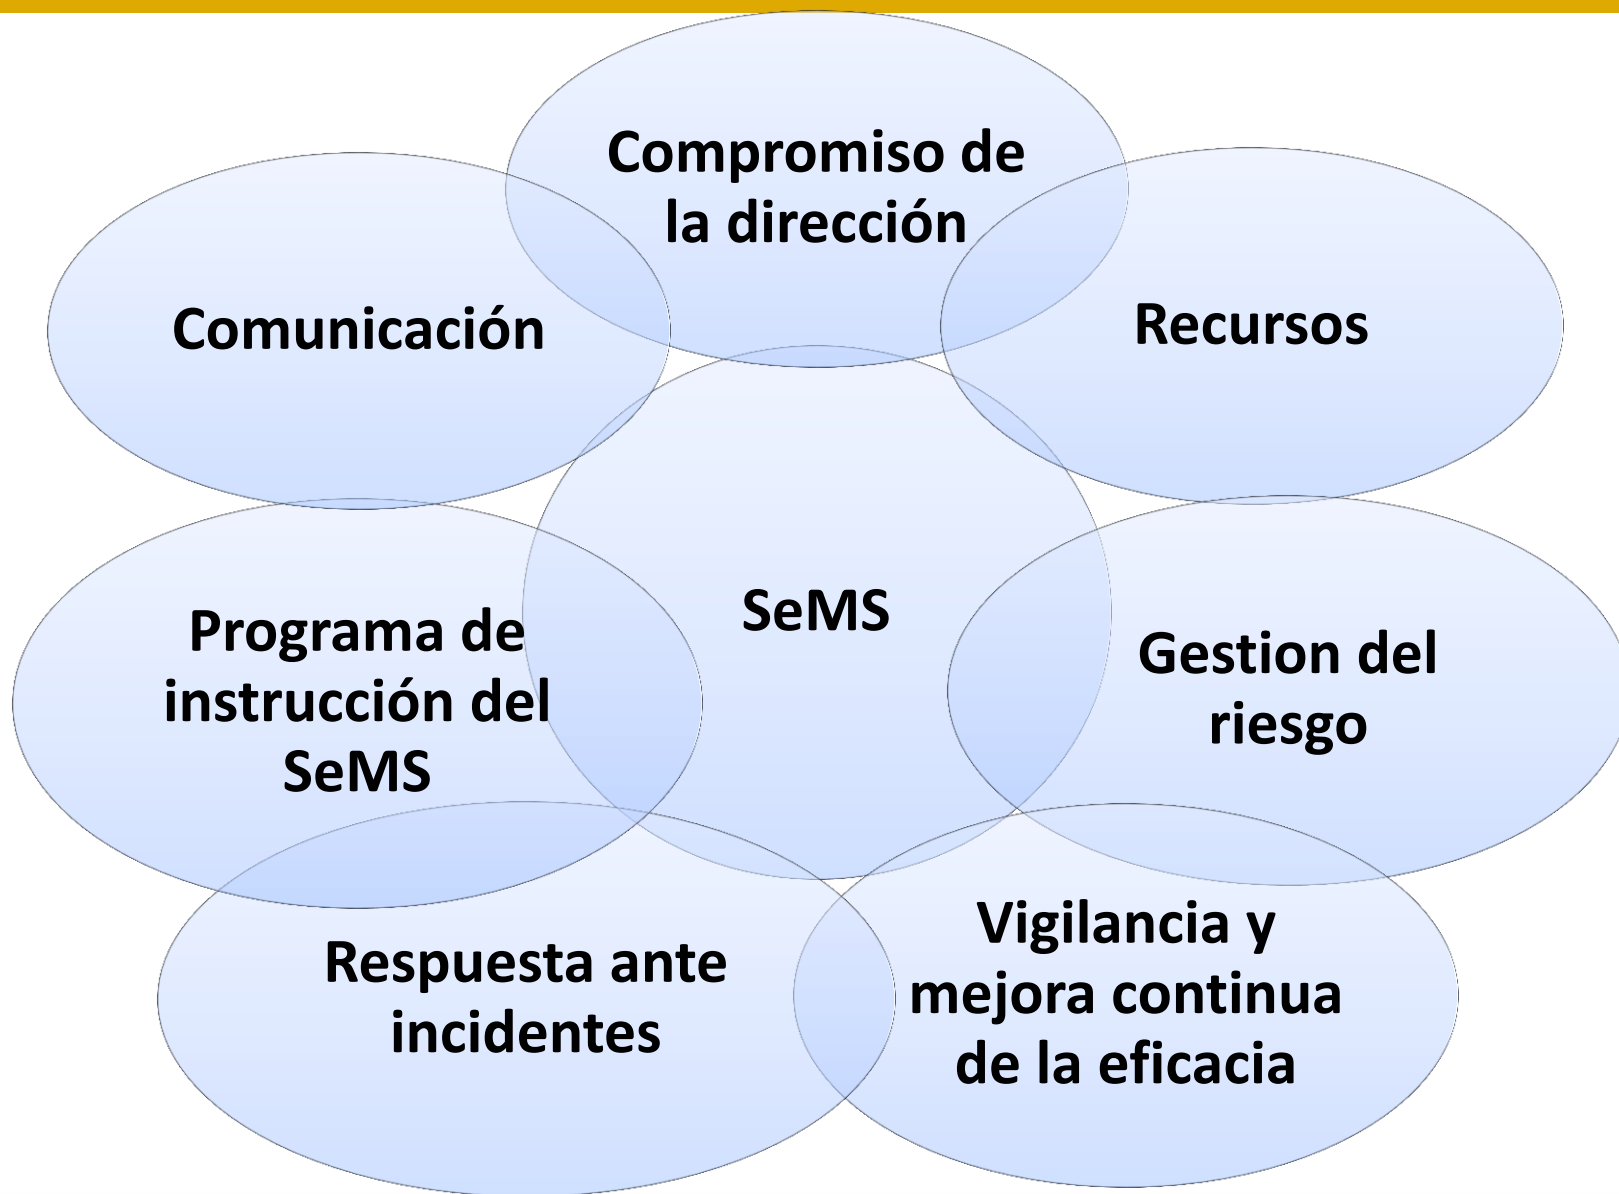 Compromiso de
la dirección
Recursos
Comunicación
SeMS
Gestion del
riesgo
Programa de
instrucción del
SeMS
Vigilancia y
mejora continua
de la eficacia
Respuesta ante
incidentes